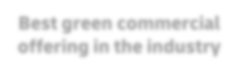 Best green commercial
offering in the industry